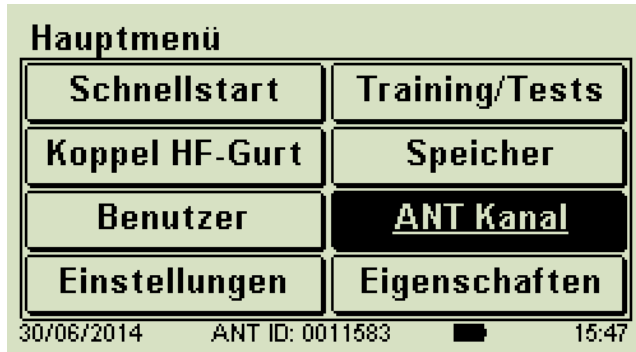 Hauptmenü
Schnellstart Training/Tests
Koppel HF-Gurt Speicher
Benutzer ANT Kanal
Einstellungen Eigenschaften
30/06/2014 ANT ID: 0011583 15:47